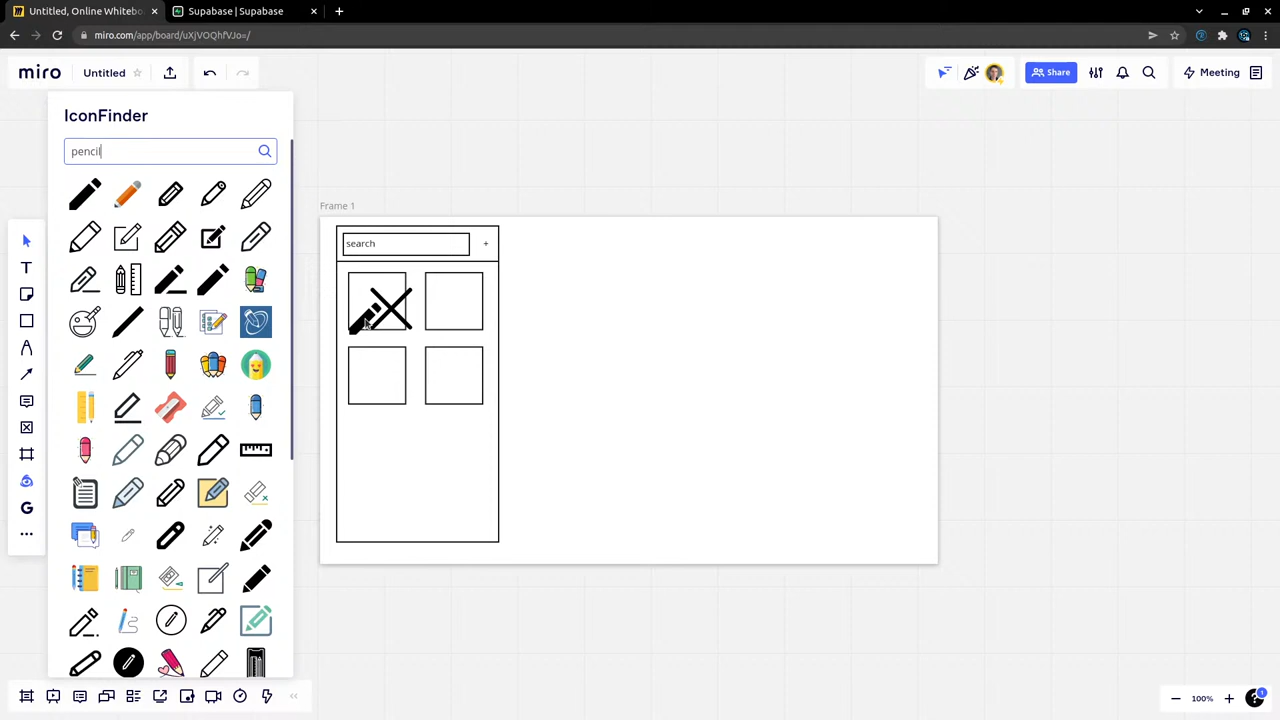 Untitled, Online Whitebo
Supabase | Supabase
miro.com/app/board/uXjVOQhfVJo=/
miro
Untitled
Share
Meeting
IconFinder
pencil
Frame 1
search
+
T
G
100%
1
?